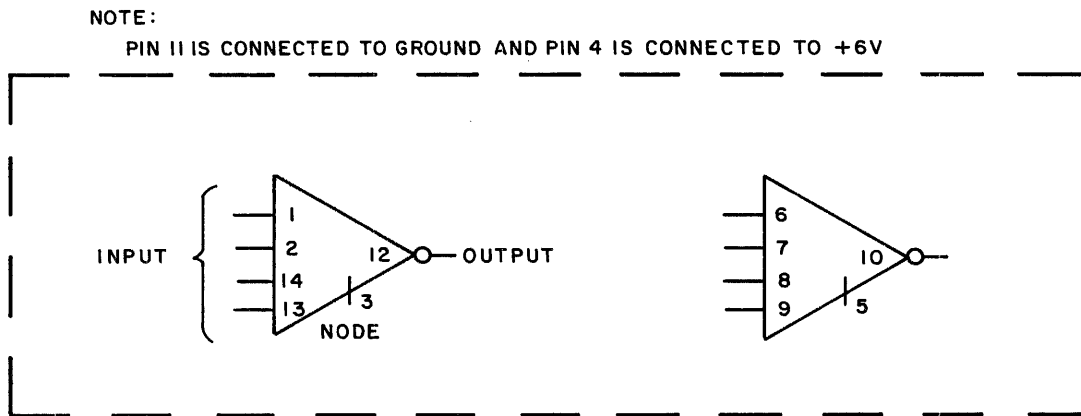 NOTE:
PIN 11 IS CONNECTED TO GROUND AND PIN 4 IS CONNECTED TO +6V
1
2
INPUT
12
OUTPUT
14
13
3
NODE
6
7
10
8
9
5